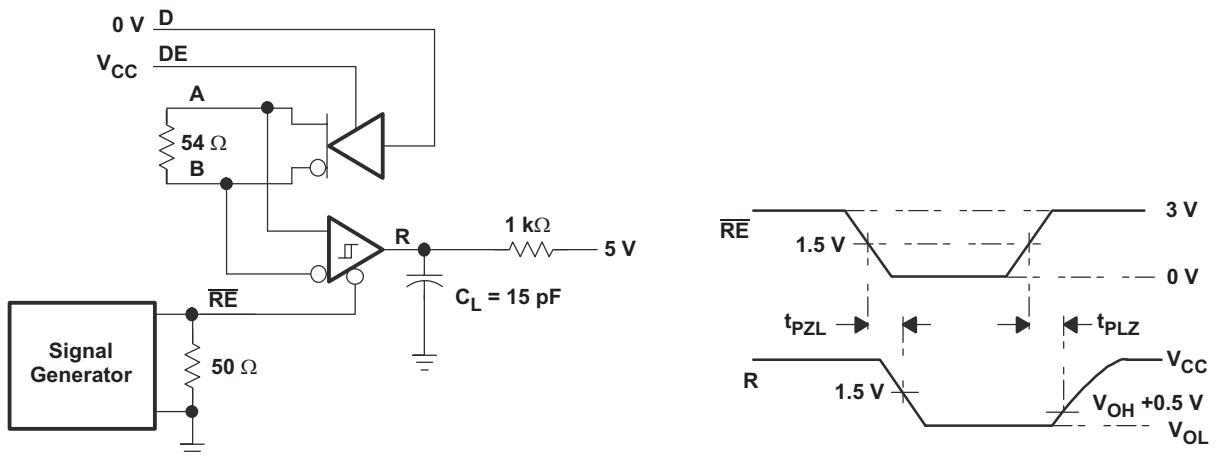 0 V D
V_CC DE
A
54 Ω
B
R
1 kΩ
5 V
C_L = 15 pF
RE
Signal
Generator
50 Ω
RE
3 V
1.5 V
0 V
t_PZL
t_PLZ
R
V_CC
1.5 V
V_OH +0.5 V
V_OL